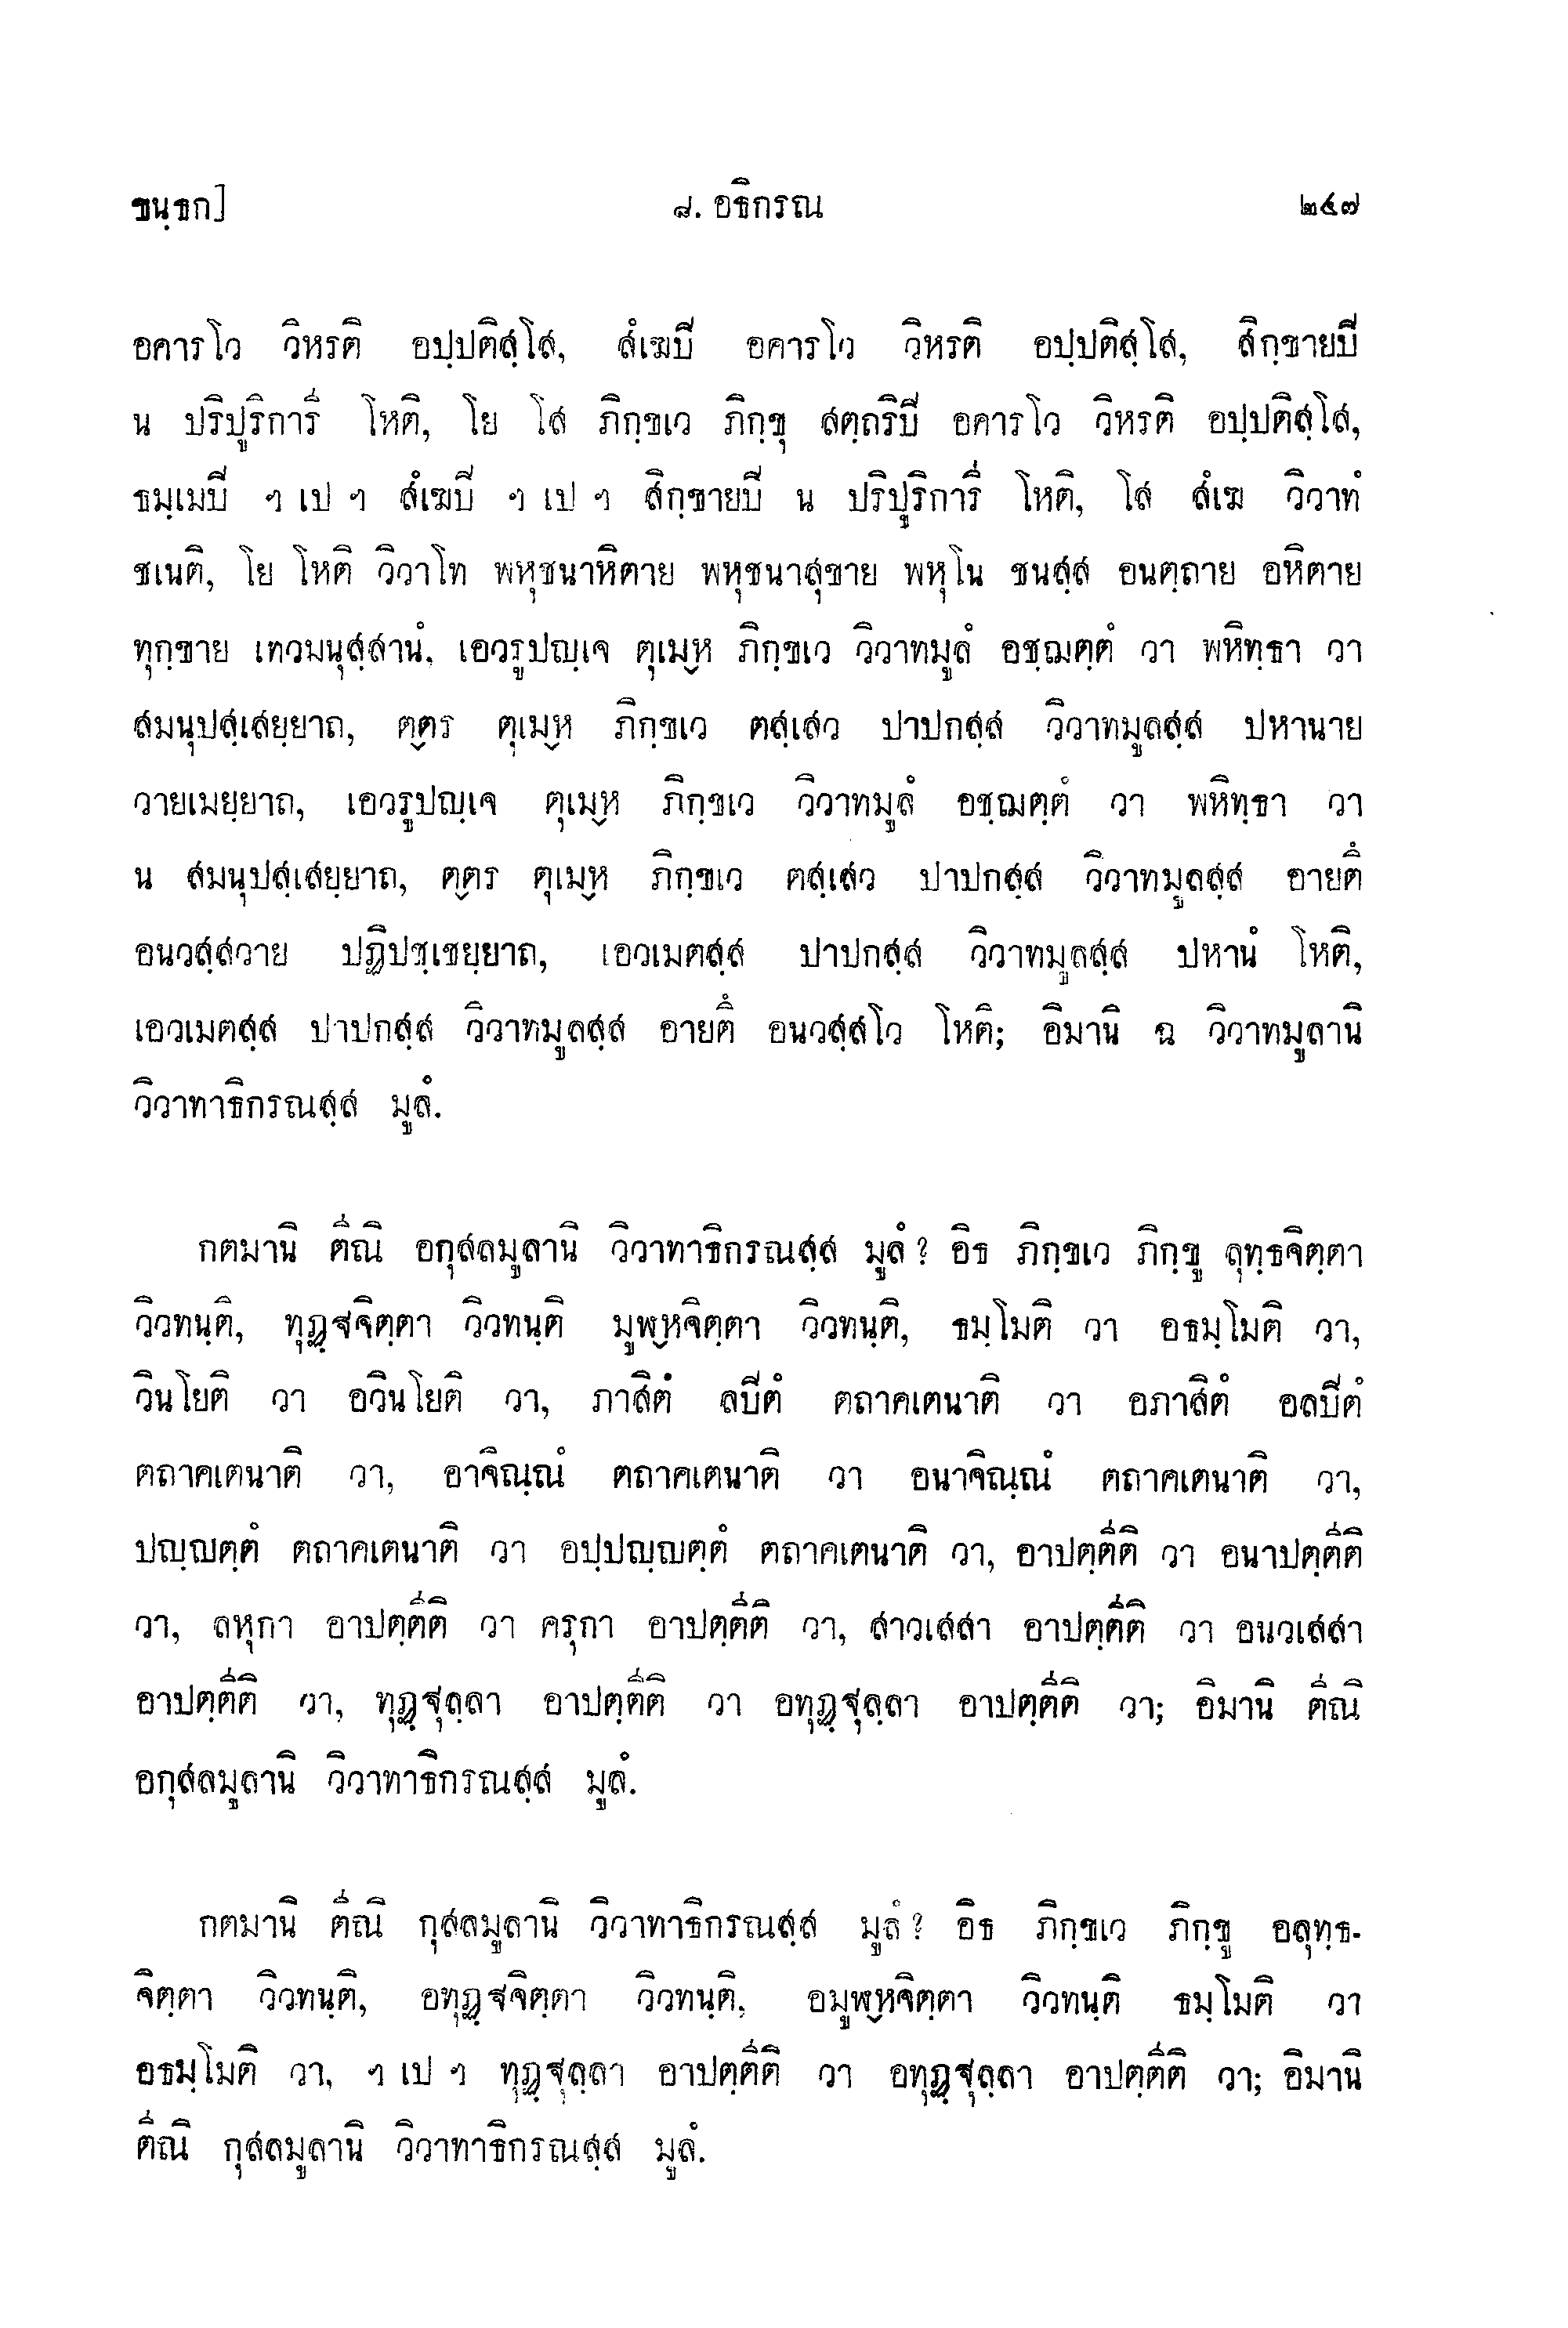 ขนฺธก] ๘. อธิกรณ ๒๔๗
อคารโว วิหรติ อปฺปติสฺโส, สํเฆปิ อคารโว วิหรติ อปฺปติสฺโส, สิกฺขายปิ
น ปริปูริการี โหติ, โย โส ภิกฺขเว ภิกฺขุ สตฺถริปิ อคารโว วิหรติ อปฺปติสฺโส,
ธมฺเมปิ ฯ เป ฯ สํเฆปิ ฯ เป ฯ สิกฺขายปิ น ปริปูริการี โหติ, โส สํเฆ วิวาทํ
ชเนติ, โย โหติ วิวาโท พหุชนาหิตาย พหุชนาสุขาย พหุโน ชนสฺส อนตฺถาย อหิตาย
ทุกฺขาย เทวมนุสฺสานํ, เอวรูปญฺเจ ตุเม๎ห ภิกฺขเว วิวาทมูลํ อชฺฌตฺตํ วา พหิทฺธา วา
สมนุปสฺเสยฺยาถ, ต๎ตร ตุเม๎ห ภิกฺขเว ตสฺเสว ปาปกสฺส วิวาทมูลสฺส ปหานาย
วายเมยฺยาถ, เอวรูปญฺเจ ตุเม๎ห ภิกฺขเว วิวาทมูลํ อชฺฌตฺตํ วา พหิทฺธา วา
น สมนุปสฺเสยฺยาถ, ต๎ตร ตุเม๎ห ภิกฺขเว ตสฺเสว ปาปกสฺส วิวาทมูลสฺส อายตึ
อนวสฺสวาย ปฏิปชฺเชยฺยาถ, เอวเมตสฺส ปาปกสฺส วิวาทมูลสฺส ปหานํ โหติ,
เอวเมตสฺส ปาปกสฺส วิวาทมูลสฺส อายตึ อนวสฺสโว โหติ; อิมานิ ฉ วิวาทมูลานิ
วิวาทาธิกรณสฺส มูลํ.
กตมานิ ตีณิ อกุสลมูลานิ วิวาทาธิกรณสฺส มูลํ? อิธ ภิกฺขเว ภิกฺขู ลุทฺธจิตฺตา
วิวทนฺติ, ทุฏฺฐจิตฺตา วิวทนฺติ มูฬ๎หจิตฺตา วิวทนฺติ, ธมฺโมติ วา อธมฺโมติ วา,
วินโยติ วา อวินโยติ วา, ภาสิตํ ลปิตํ ตถาคเตนาติ วา อภาสิตํ อลปิตํ
ตถาคเตนาติ วา, อาจิณฺณํ ตถาคเตนาติ วา อนาจิณฺณํ ตถาคเตนาติ วา,
ปญฺญตฺตํ ตถาคเตนาติ วา อปฺปญฺญตฺตํ ตถาคเตนาติ วา, อาปตฺตีติ วา อนาปตฺตีติ
วา, ลหุกา อาปตฺตีติ วา ครุกา อาปตฺตีติ วา, สาวเสสา อาปตฺตีติ วา อนวเสสา
อาปตฺตีติ วา, ทุฏฺฐุลฺลา อาปตฺตีติ วา อทุฏฺฐุลฺลา อาปตฺตีติ วา; อิมานิ ตีณิ
อกุสลมูลานิ วิวาทาธิกรณสฺส มูลํ.
กตมานิ ตีณิ กุสลมูลานิ วิวาทาธิกรณสฺส มูลํ? อิธ ภิกฺขเว ภิกฺขู อลุทฺธ-
จิตฺตา วิวทนฺติ, อทุฏฺฐจิตฺตา วิวทนฺติ, อมูฬ๎หจิตฺตา วิวทนฺติ ธมฺโมติ วา
อธมฺโมติ วา, ฯ เป ฯ ทุฏฺฐุลฺลา อาปตฺตีติ วา อทุฏฺฐุลฺลา อาปตฺตีติ วา; อิมานิ
ตีณิ กุสลมูลานิ วิวาทาธิกรณสฺส มูลํ.